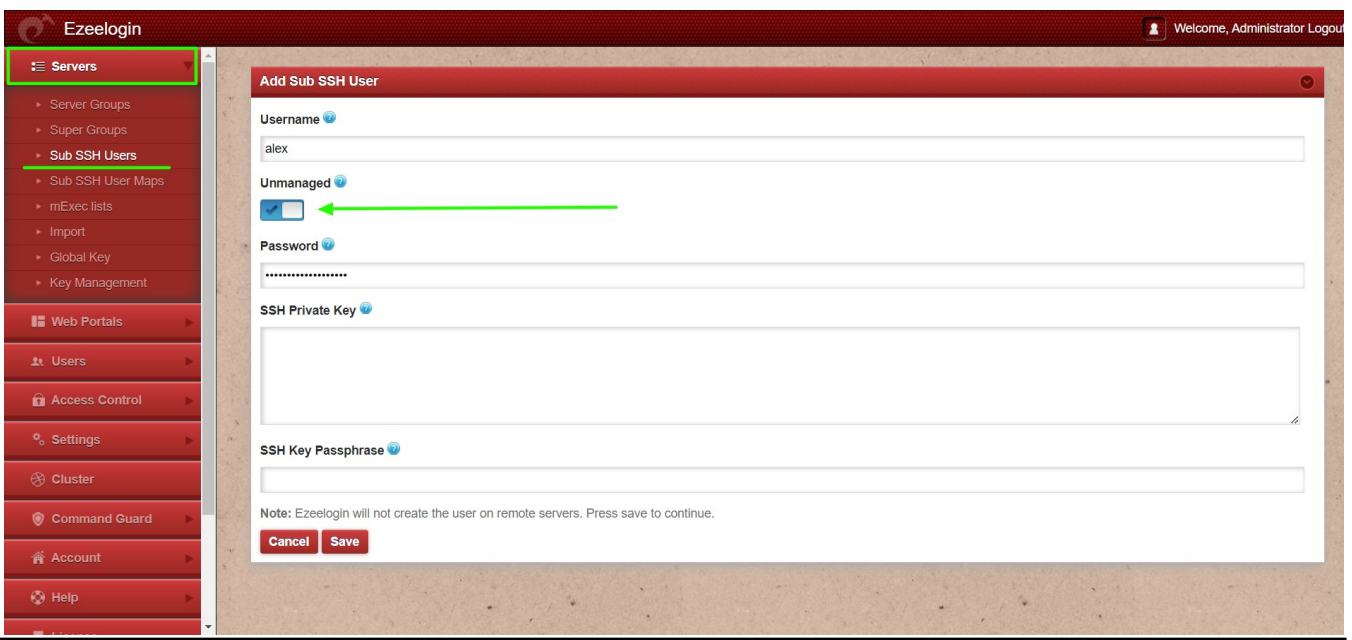 Ezeelogin
Welcome, Administrator Logout
Servers
Server Groups
Super Groups
Sub SSH Users
Sub SSH User Maps
mExec lists
Import
Global Key
Key Management
Web Portals
Users
Access Control
Settings
Cluster
Command Guard
Account
Help
Add Sub SSH User
Username
alex
Unmanaged
Password
SSH Private Key
SSH Key Passphrase
Note: Ezeelogin will not create the user on remote servers. Press save to continue.
Cancel Save